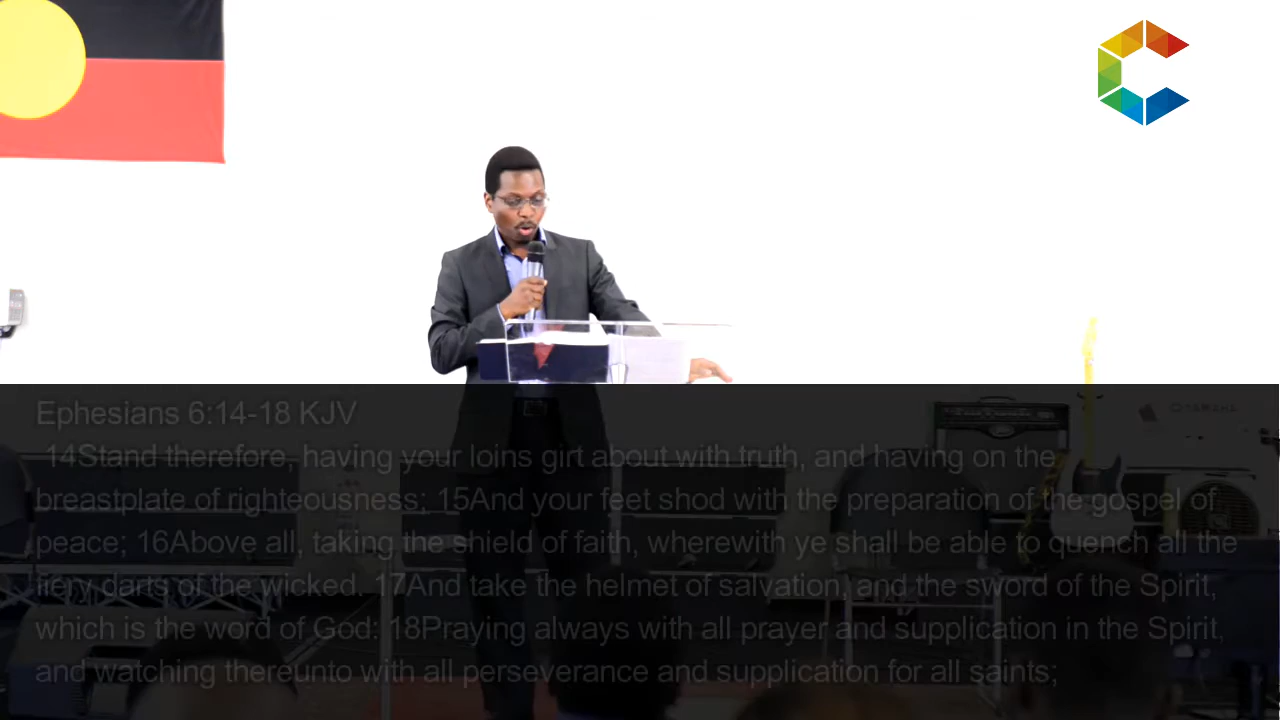 Ephesians 6:14-18 KJV
14Stand therefore, having your loins girt about with truth, and having on the
breastplate of righteousness; 15And your feet shod with the preparation of the gospel of
peace; 16Above all, taking the shield of faith, wherewith ye shall be able to quench all the
fiery darts of the wicked. 17And take the helmet of salvation, and the sword of the Spirit,
which is the word of God: 18Praying always with all prayer and supplication in the Spirit,
and watching thereunto with all perseverance and supplication for all saints;
YAMAHA